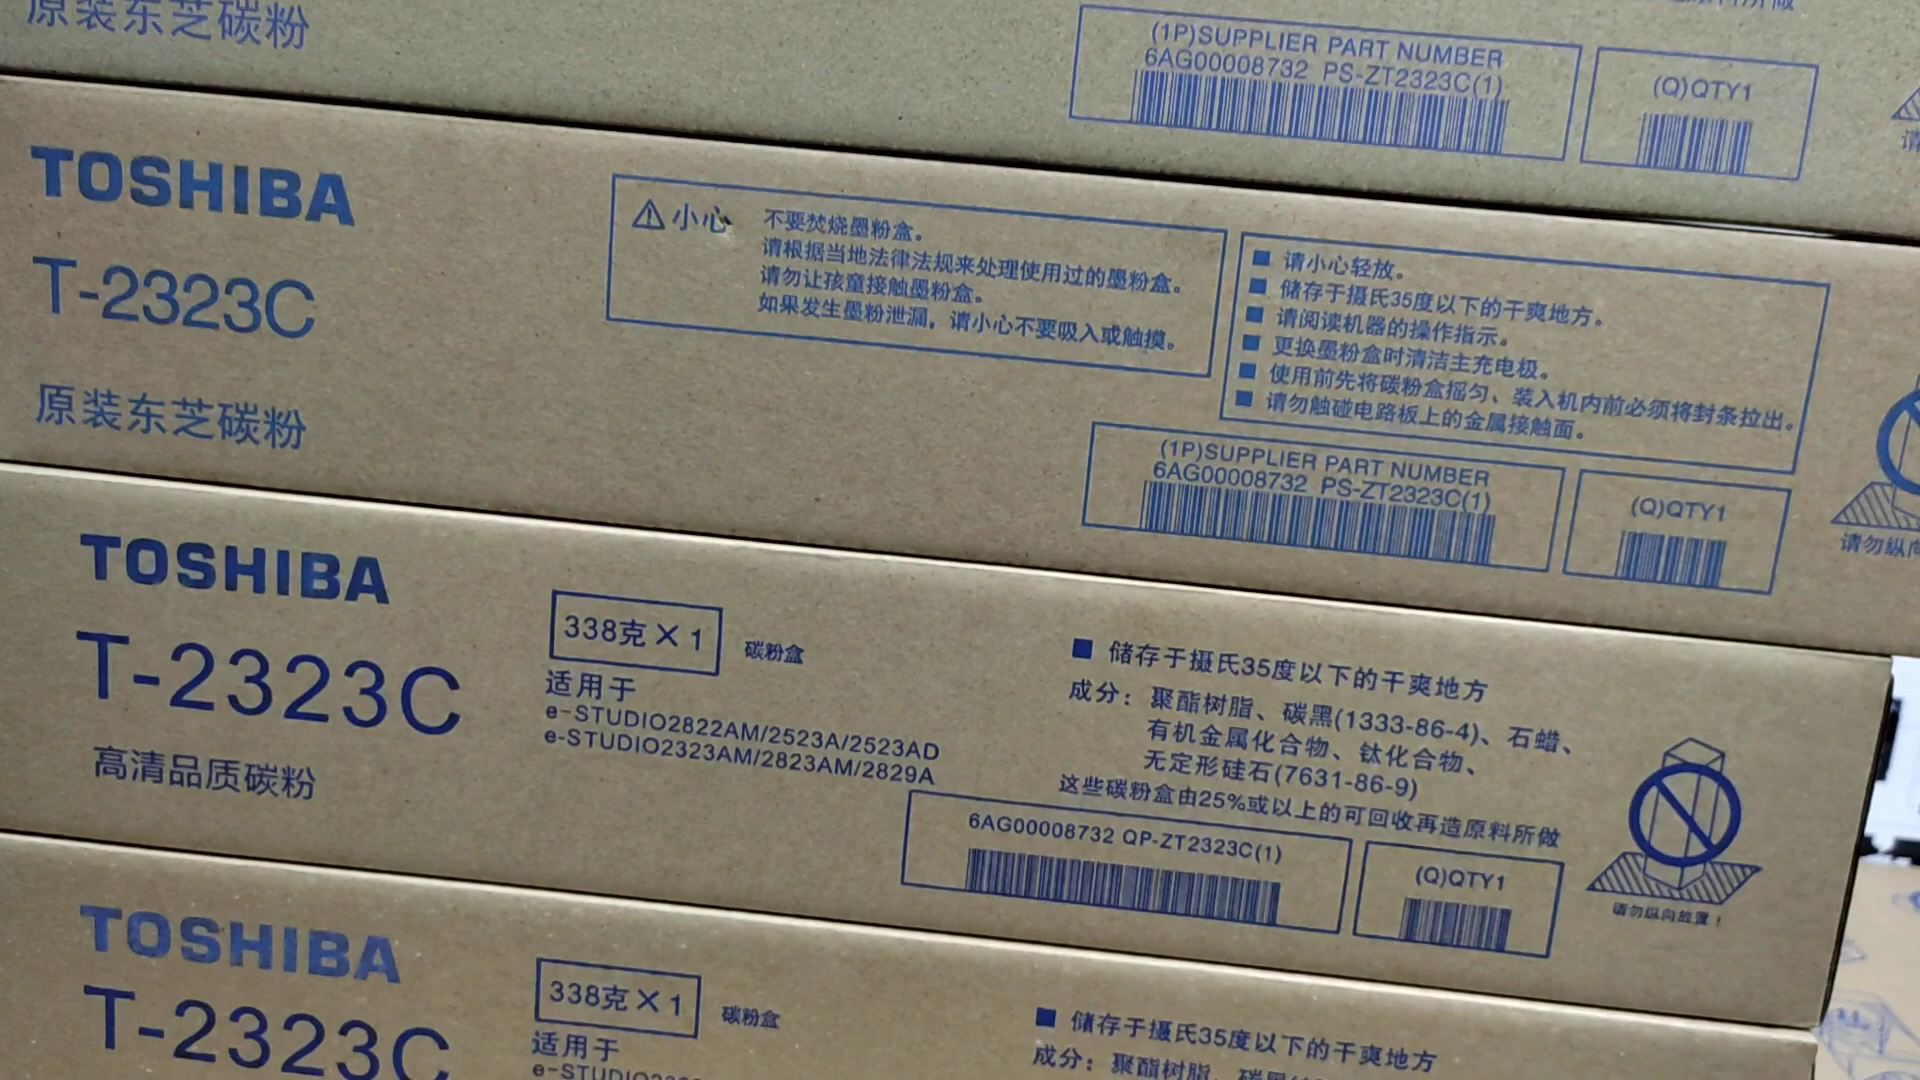 原装东芝碳粉
(1P)SUPPLIER PART NUMBER
6AG00008732 PS-ZT2323C(1)
(Q)QTY1
TOSHIBA
T-2323C
原装东芝碳粉
小心
不要焚烧墨粉盒。
请根据当地法律法规来处理使用过的墨粉盒。
请勿让孩童接触墨粉盒。
如果发生墨粉泄漏，请小心不要吸入或触摸。
■ 请小心轻放。
■ 储存于摄氏35度以下的干爽地方。
■ 请阅读机器的操作指示。
■ 更换墨粉盒时清洁主充电极。
■ 使用前先将碳粉盒摇匀、装入机内前必须将封条拉出。
■ 请勿触碰电路板上的金属接触面。
(1P)SUPPLIER PART NUMBER
6AG00008732 PS-ZT2323C(1)
(Q)QTY1
请勿纵向
TOSHIBA
T-2323C
高清品质碳粉
338克×1
碳粉盒
适用于
e-STUDIO2822AM/2523A/2523AD
e-STUDIO2323AM/2823AM/2829A
■ 储存于摄氏35度以下的干爽地方
成分：聚酯树脂、碳黑(1333-86-4)、石蜡、
有机金属化合物、钛化合物、
无定形硅石(7631-86-9)
这些碳粉盒由25%或以上的可回收再造原料所做
6AG00008732 QP-ZT2323C(1)
(Q)QTY1
请勿纵向放置！
TOSHIBA
T-2323C
338克×1
碳粉盒
适用于
■ 储存于摄氏35度以下的干爽地方
成分：聚酯树脂、碳黑